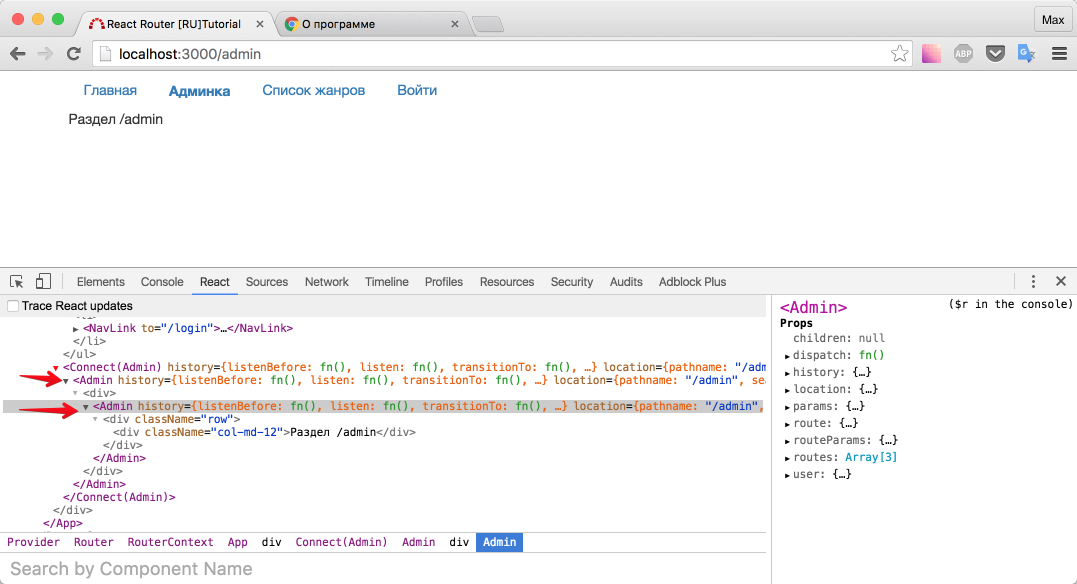 React Router [RU]Tutorial
О программе
Max
localhost:3000/admin
ABP
Главная Админка Список жанров Войти
Раздел /admin
Elements Console React Sources Network Timeline Profiles Resources Security Audits Adblock Plus
Trace React updates
<NavLink to="/login">…</NavLink>
</li>
</ul>
<Connect(Admin) history={listenBefore: fn(), listen: fn(), transitionTo: fn(), …} location={pathname: "/adm
<Admin history={listenBefore: fn(), listen: fn(), transitionTo: fn(), …} location={pathname: "/admin", sea
<div>
<Admin history={listenBefore: fn(), listen: fn(), transitionTo: fn(), …} location={pathname: "/admin",
<div className="row">
<div className="col-md-12">Раздел /admin</div>
</div>
</Admin>
</div>
</Admin>
</Connect(Admin)>
</div>
</App>
Provider Router RouterContext App div Connect(Admin) Admin div Admin
Search by Component Name
<Admin> ($r in the console)
Props
children: null
dispatch: fn()
history: {…}
location: {…}
params: {…}
route: {…}
routeParams: {…}
routes: Array[3]
user: {…}